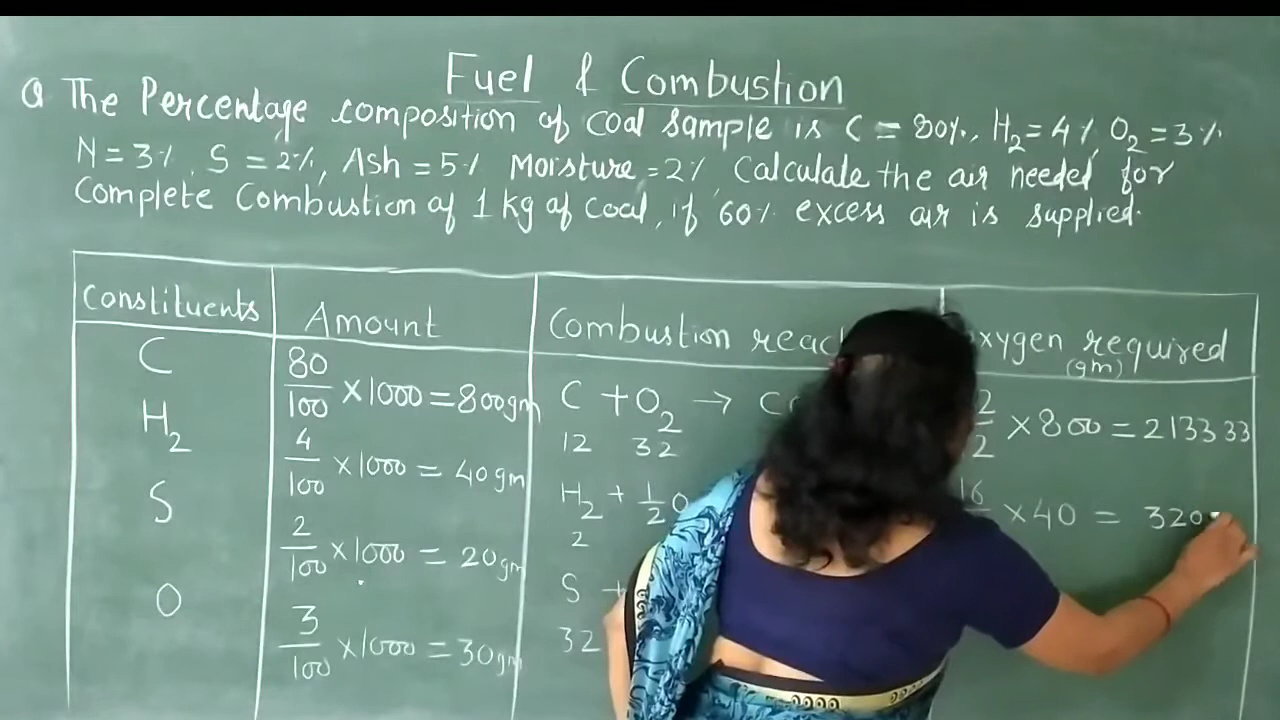 Fuel & Combustion
Q The Percentage composition of coal sample is C = 80%, H2 = 4%, O2 = 3%
N = 3%, S = 2%, Ash = 5% Moisture = 2%, Calculate the air needed for
Complete Combustion of 1 kg of coal, if 60% excess air is supplied.
Constituents Amount Combustion oxygen required (gm)
C 80/100 × 1000 = 800gm C + O2 → × 800 = 2133 33
12 32
H2 4/100 × 1000 = 40gm H2 + 1/2 16 × 40 = 320
2
S 2/100 × 1000 = 20gm S +
32
O 3/100 × 1000 = 30gm